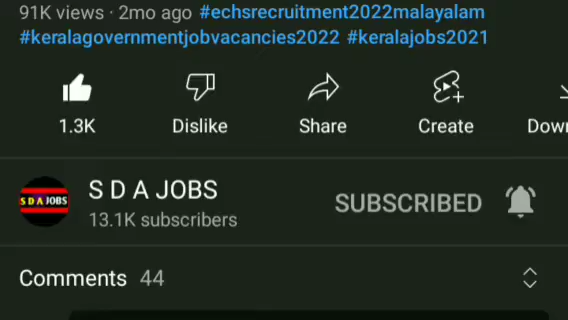 91K views · 2mo ago #echsrecruitment2022malayalam
#keralagovernmentjobvacancies2022 #keralajobs2021
1.3K Dislike Share Create Dow
S D A JOBS
S D A JOBS
13.1K subscribers
SUBSCRIBED
Comments 44